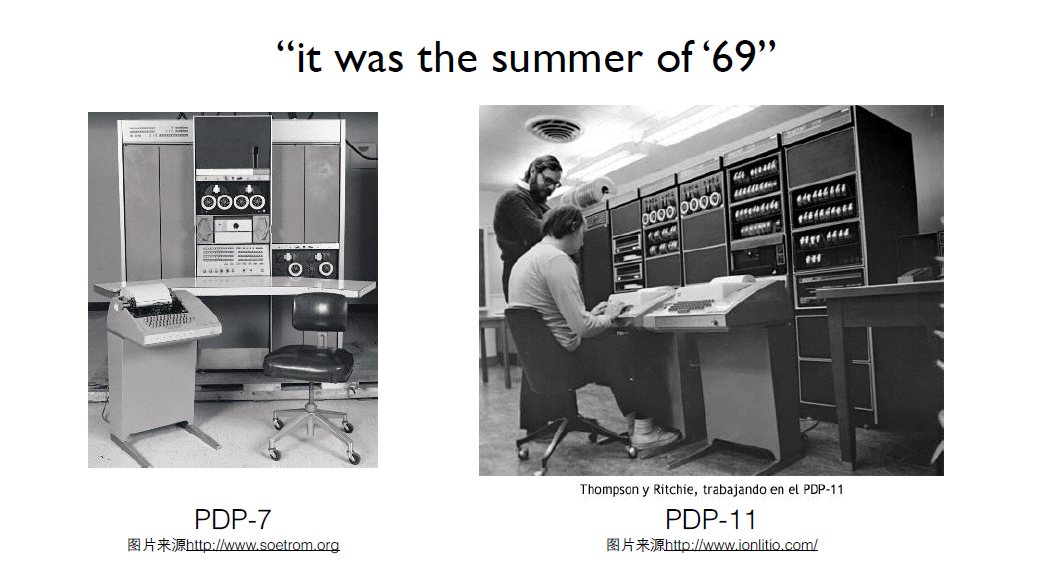 “it was the summer of ‘69”
Thompson y Ritchie, trabajando en el PDP-11
PDP-7
PDP-11
图片来源http://www.soetrom.org
图片来源http://www.ionlitio.com/